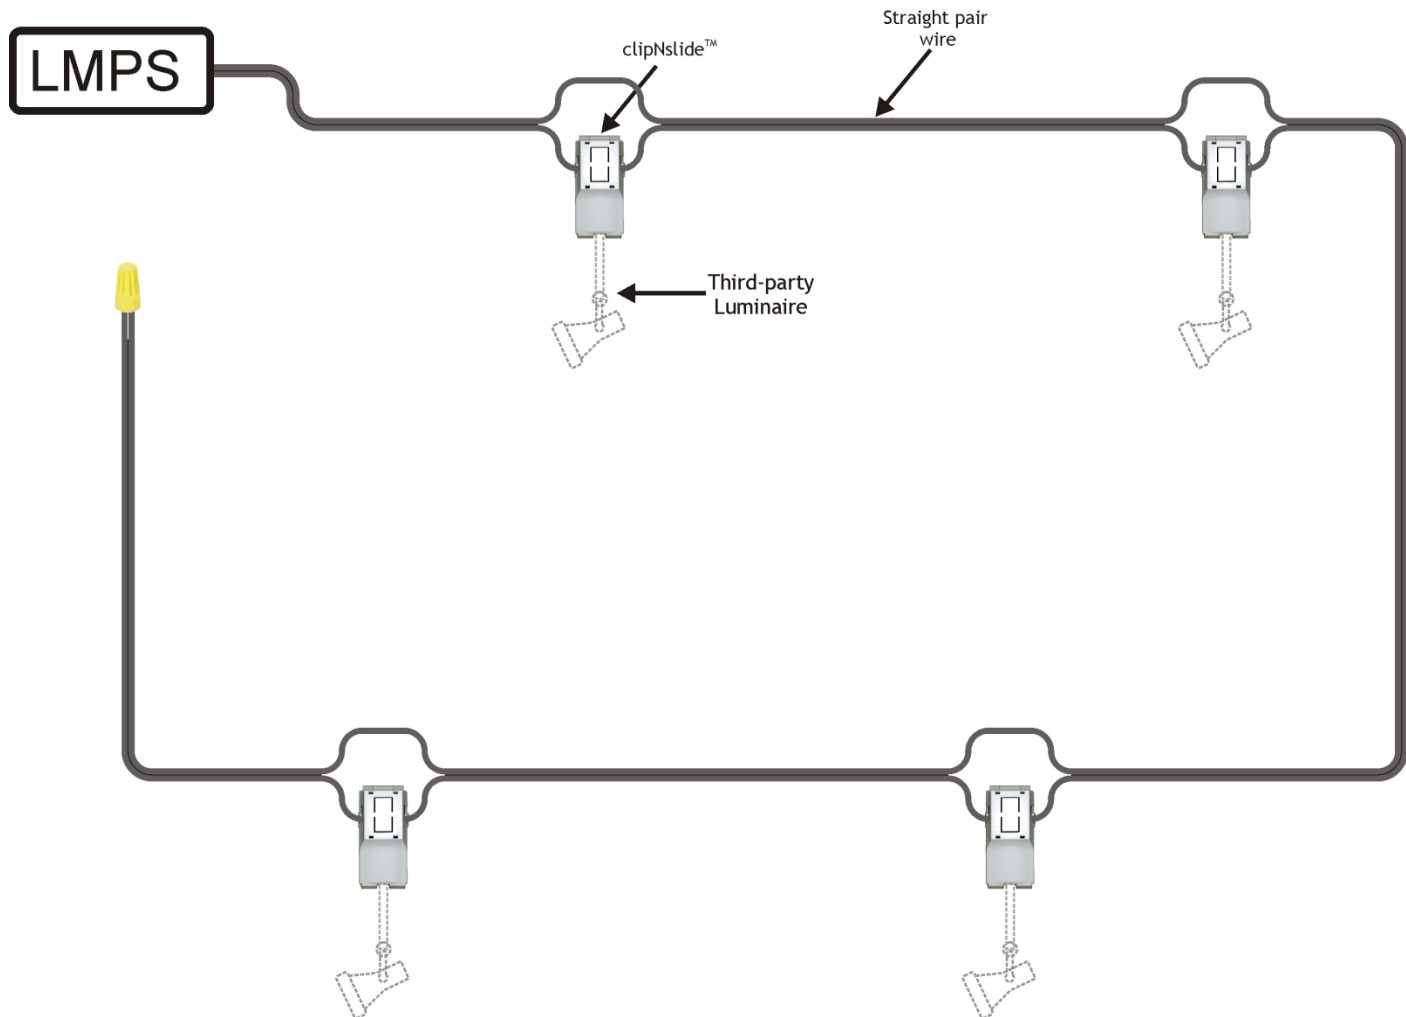 LMPS
clipNslide™
Straight pair
wire
Third-party
Luminaire